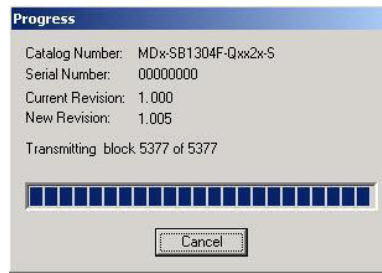 Progress
Catalog Number: MDx-SB1304F-Qxx2x-S
Serial Number: 00000000
Current Revision: 1.000
New Revision: 1.005
Transmitting block 5377 of 5377
Cancel